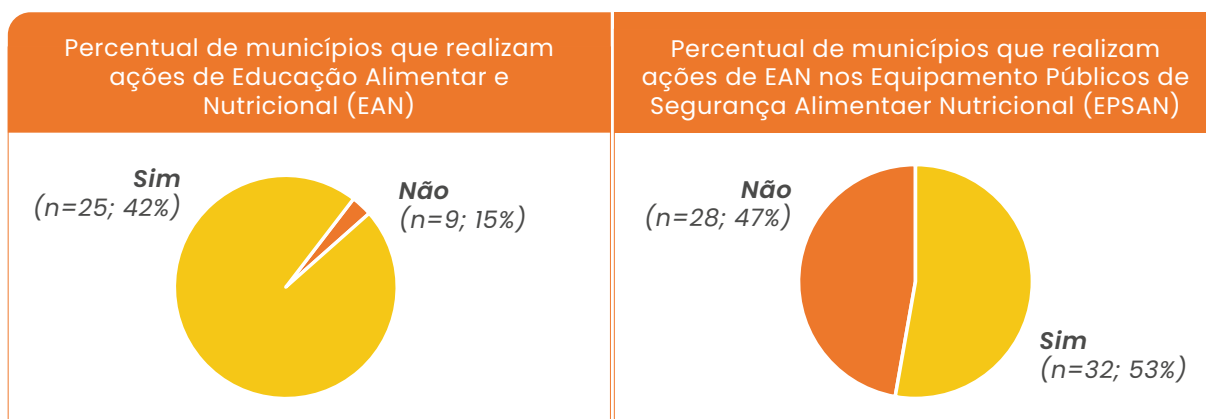 Percentual de municípios que realizam
ações de Educação Alimentar e
Nutricional (EAN)
Sim
(n=25; 42%)
Não
(n=9; 15%)
Percentual de municípios que realizam
ações de EAN nos Equipamento Públicos de
Segurança Alimentaer Nutricional (EPSAN)
Não
(n=28; 47%)
Sim
(n=32; 53%)